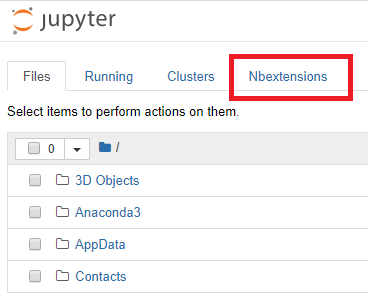 jupyter
Files Running Clusters Nbextensions
Select items to perform actions on them.
0 /
3D Objects
Anaconda3
AppData
Contacts